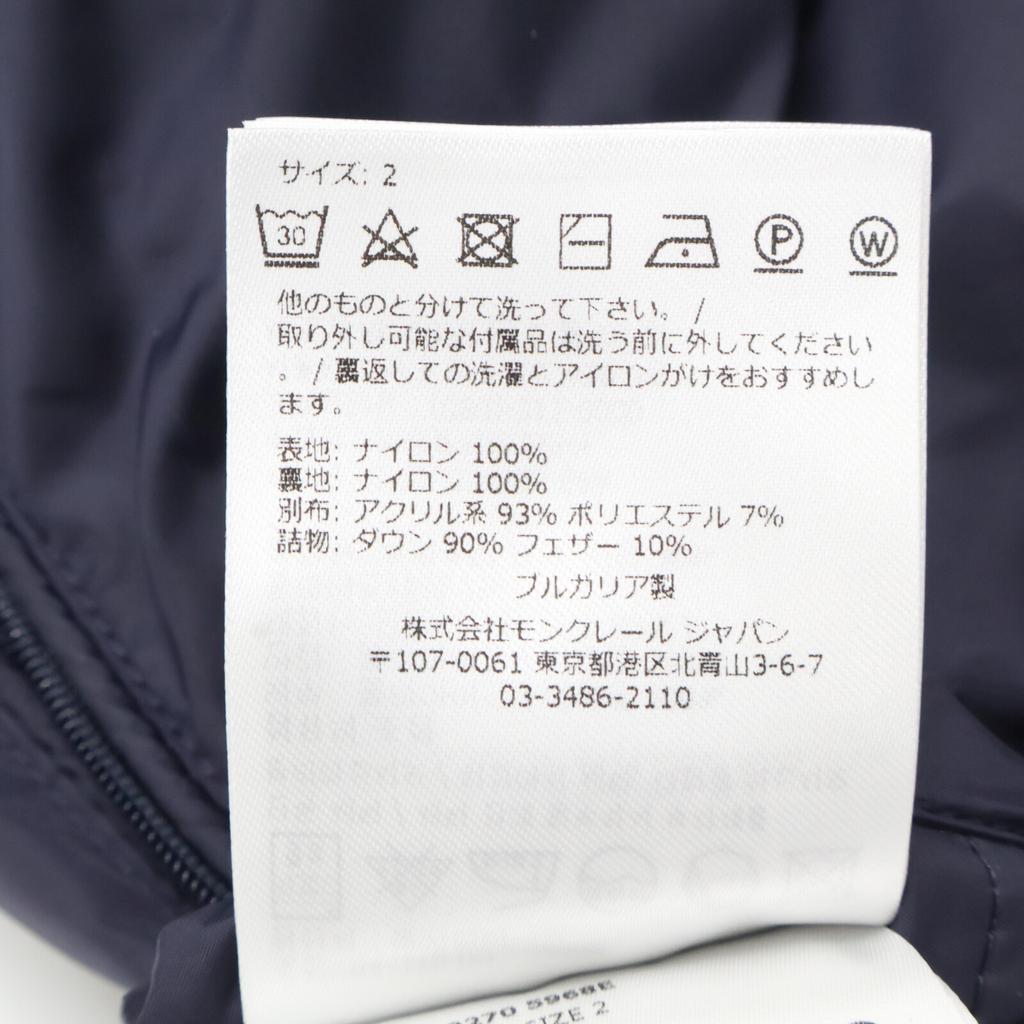 サイズ: 2
30
P W
他のものと分けて洗って下さい。 /
取り外し可能な付属品は洗う前に外してください
。 / 裏返しての洗濯とアイロンがけをおすすめし
ます。
表地: ナイロン 100%
裏地: ナイロン 100%
別布: アクリル系 93% ポリエステル 7%
詰物: ダウン 90% フェザー 10%
ブルガリア製
株式会社モンクレール ジャパン
〒107-0061 東京都港区北青山3-6-7
03-3486-2110
SIZE 2